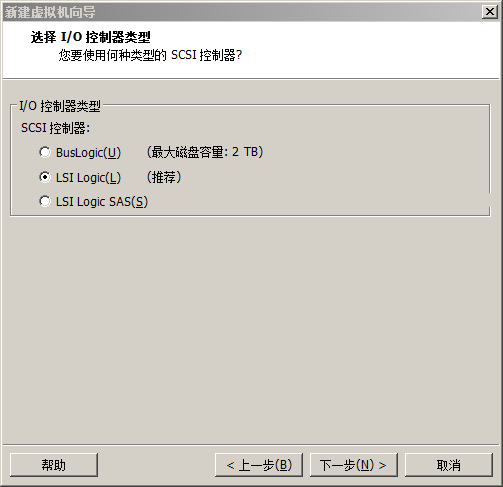 新建虚拟机向导
选择 I/O 控制器类型
您要使用何种类型的 SCSI 控制器?
I/O 控制器类型
SCSI 控制器:
BusLogic(U) (最大磁盘容量: 2 TB)
LSI Logic(L) (推荐)
LSI Logic SAS(S)
帮助 < 上一步(B) 下一步(N) > 取消